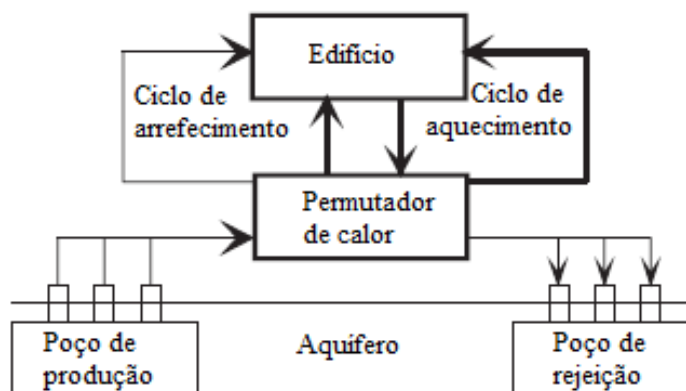 Edifício
Ciclo de
arrefecimento
Ciclo de
aquecimento
Permutador
de calor
Poço de
produção
Aquífero
Poço de
rejeição